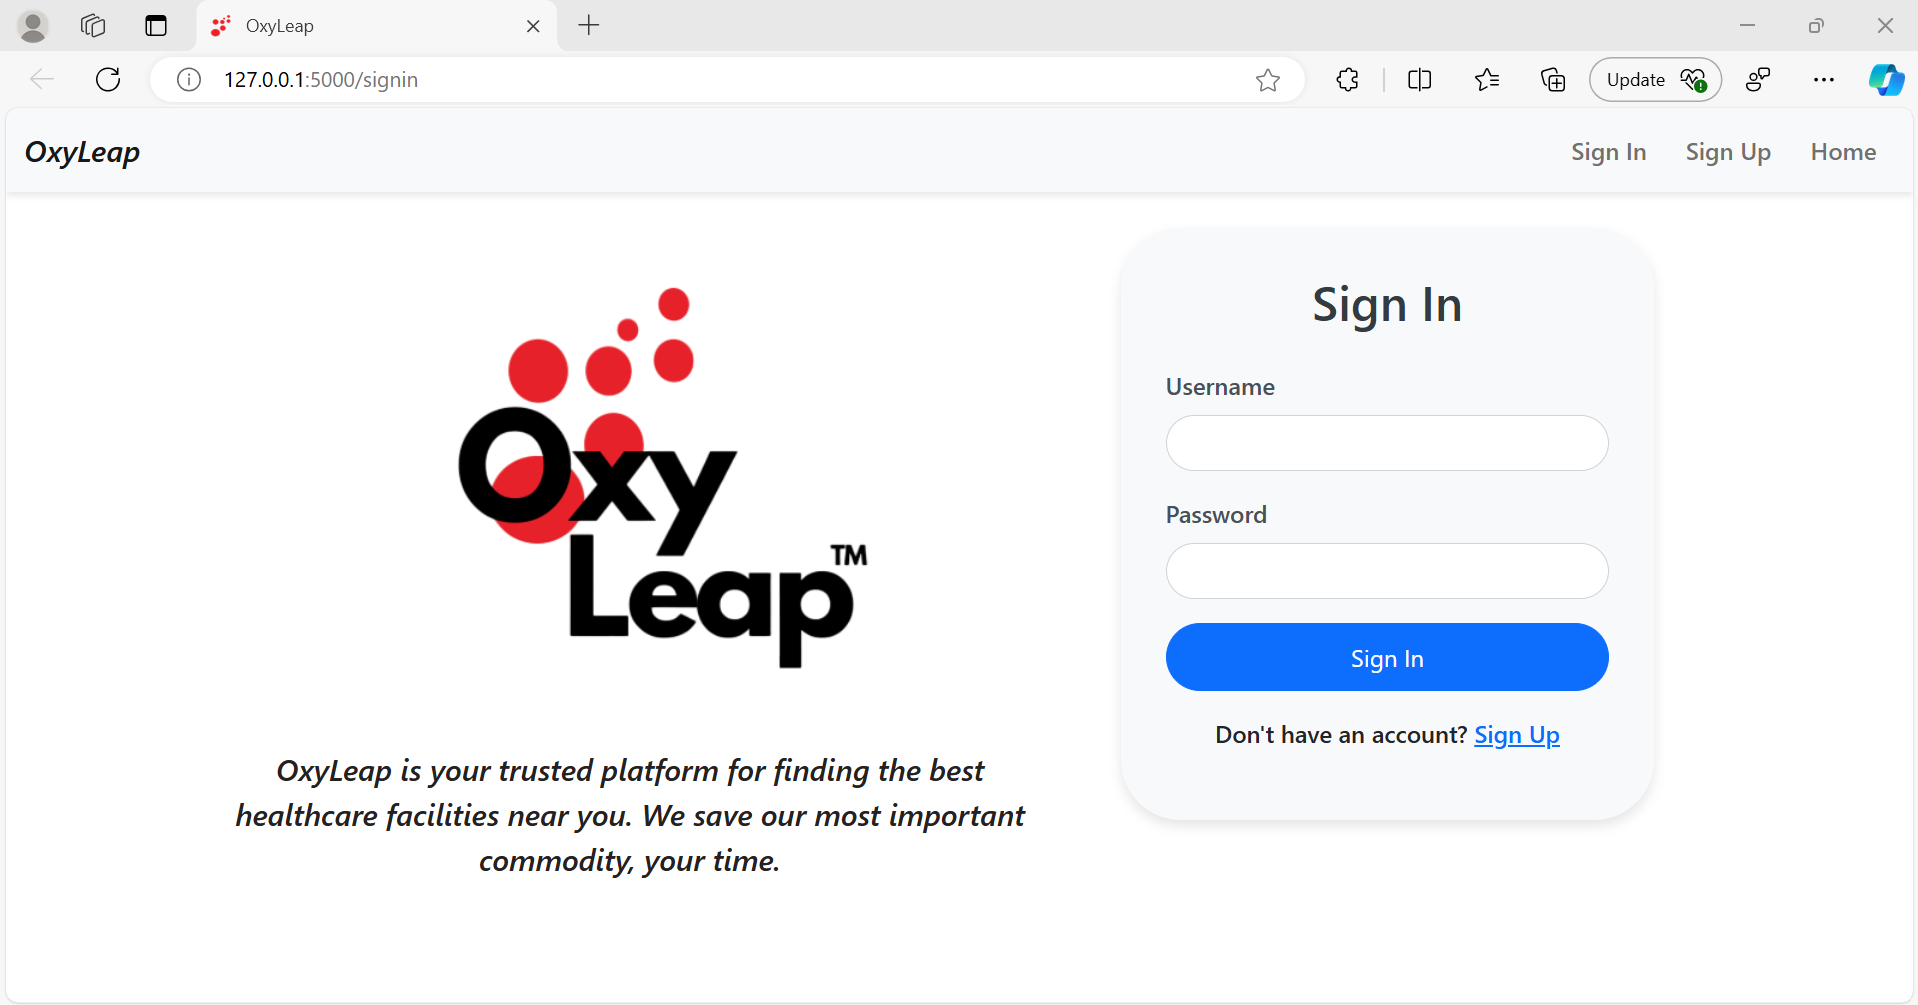 OxyLeap
127.0.0.1:5000/signin
Update
OxyLeap
Sign In
Sign Up
Home
Oxy
Leap™
OxyLeap is your trusted platform for finding the best
healthcare facilities near you. We save our most important
commodity, your time.
Sign In
Username
Password
Sign In
Don't have an account? Sign Up